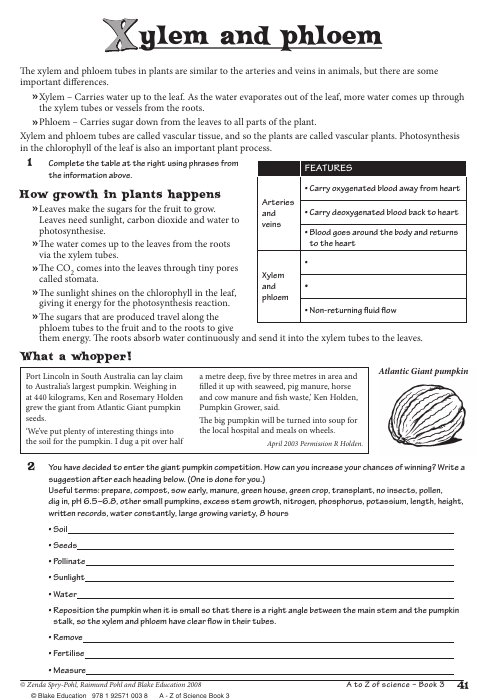 Xylem and phloem
The xylem and phloem tubes in plants are similar to the arteries and veins in animals, but there are some
important differences.
» Xylem – Carries water up to the leaf. As the water evaporates out of the leaf, more water comes up through
the xylem tubes or vessels from the roots.
» Phloem – Carries sugar down from the leaves to all parts of the plant.
Xylem and phloem tubes are called vascular tissue, and so the plants are called vascular plants. Photosynthesis
in the chlorophyll of the leaf is also an important plant process.
1 Complete the table at the right using phrases from
the information above.
FEATURES
Arteries
and
veins
• Carry oxygenated blood away from heart
• Carry deoxygenated blood back to heart
• Blood goes around the body and returns
to the heart
Xylem
and
phloem
•
•
• Non-returning fluid flow
How growth in plants happens
» Leaves make the sugars for the fruit to grow.
Leaves need sunlight, carbon dioxide and water to
photosynthesise.
» The water comes up to the leaves from the roots
via the xylem tubes.
» The CO2 comes into the leaves through tiny pores
called stomata.
» The sunlight shines on the chlorophyll in the leaf,
giving it energy for the photosynthesis reaction.
» The sugars that are produced travel along the
phloem tubes to the fruit and to the roots to give
them energy. The roots absorb water continuously and send it into the xylem tubes to the leaves.
What a whopper!
Port Lincoln in South Australia can lay claim
to Australia's largest pumpkin. Weighing in
at 440 kilograms, Ken and Rosemary Holden
grew the giant from Atlantic Giant pumpkin
seeds.
'We've put plenty of interesting things into
the soil for the pumpkin. I dug a pit over half
a metre deep, five by three metres in area and
filled it up with seaweed, pig manure, horse
and cow manure and fish waste,' Ken Holden,
Pumpkin Grower, said.
The big pumpkin will be turned into soup for
the local hospital and meals on wheels.
April 2003 Permission R Holden.
Atlantic Giant pumpkin
2 You have decided to enter the giant pumpkin competition. How can you increase your chances of winning? Write a
suggestion after each heading below. (One is done for you.)
Useful terms: prepare, compost, sow early, manure, green house, green crop, transplant, no insects, pollen,
dig in, pH 6.5–6.8, other small pumpkins, excess stem growth, nitrogen, phosphorus, potassium, length, height,
written records, water constantly, large growing variety, 8 hours
• Soil
• Seeds
• Pollinate
• Sunlight
• Water
• Reposition the pumpkin when it is small so that there is a right angle between the main stem and the pumpkin
stalk, so the xylem and phloem have clear flow in their tubes.
• Remove
• Fertilise
• Measure
© Zenda Spry-Pohl, Raimund Pohl and Blake Education 2008
A to Z of science – Book 3 41
© Blake Education 978 1 92571 003 8 A - Z of Science Book 3